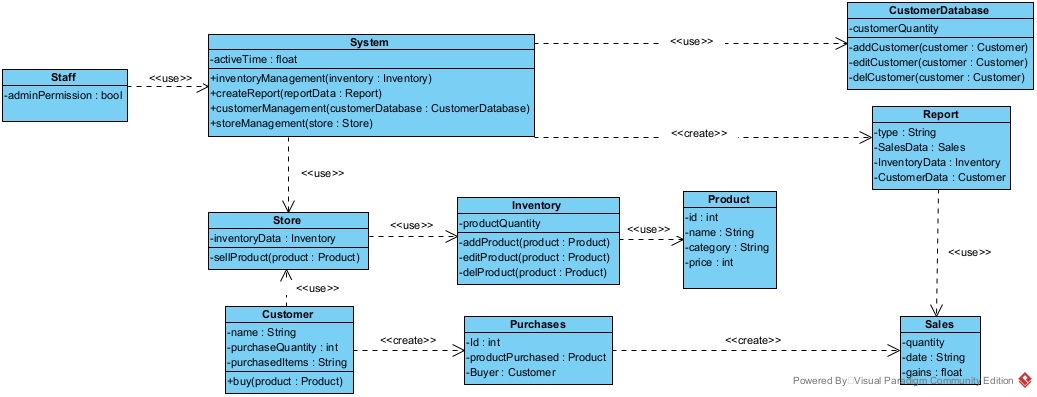 CustomerDatabase
-customerQuantity
-addCustomer(customer : Customer)
-editCustomer(customer : Customer)
-delCustomer(customer : Customer)
System
-activeTime : float
+inventoryManagement(inventory : Inventory)
+createReport(reportData : Report)
+customerManagement(customerDatabase : CustomerDatabase)
+storeManagement(store : Store)
<<use>>
Staff
-adminPermission : bool
<<use>>
Report
-type : String
-SalesData : Sales
-InventoryData : Inventory
-CustomerData : Customer
<<create>>
<<use>>
Store
-inventoryData : Inventory
-sellProduct(product : Product)
<<use>>
Inventory
-productQuantity
-addProduct(product : Product)
-editProduct(product : Product)
-delProduct(product : Product)
<<use>>
Product
-id : int
-name : String
-category : String
-price : int
<<use>>
<<use>>
Customer
-name : String
-purchaseQuantity : int
-purchasedItems : String
+buy(product : Product)
<<create>>
Purchases
-Id : int
-productPurchased : Product
-Buyer : Customer
<<create>>
Sales
-quantity
-date : String
-gains : float
Powered By Visual Paradigm Community Edition